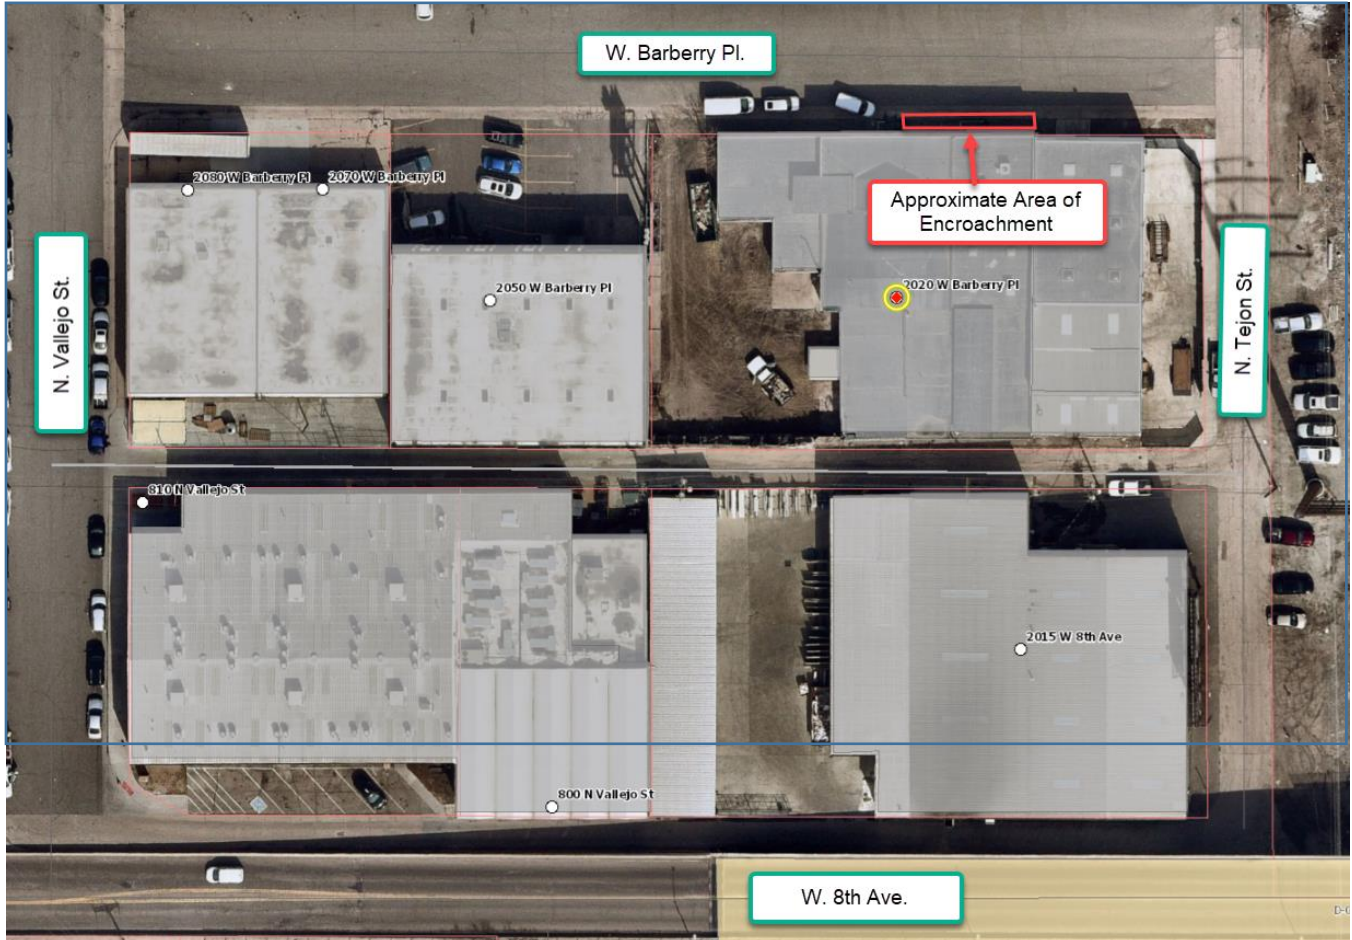 W. Barberry Pl.
2080 W Barberry Pl
2070 W Barberry Pl
Approximate Area of
Encroachment
N. Vallejo St.
2050 W Barberry Pl
2020 W Barberry Pl
N. Tejon St.
810 N Vallejo St
2015 W 8th Ave
800 N Vallejo St
W. 8th Ave.